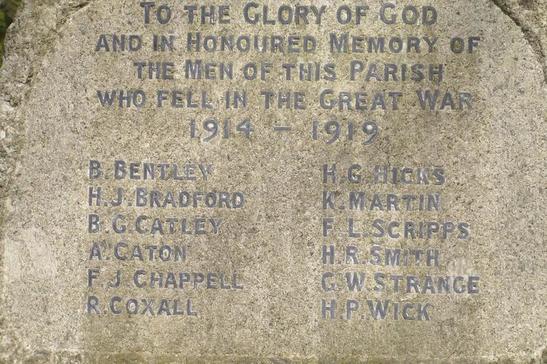 TO THE GLORY OF GOD
AND IN HONOURED MEMORY OF
THE MEN OF THIS PARISH
WHO FELL IN THE GREAT WAR
1914 – 1919
B. BENTLEY
H.J. BRADFORD
B.G. CATLEY
A. CATON
F.J CHAPPELL
R. COXALL
H.G. HICKS
K. MARTIN
F.L. SCRIPPS
H.R. SMITH
G.W. STRANGE
H.P. WICK